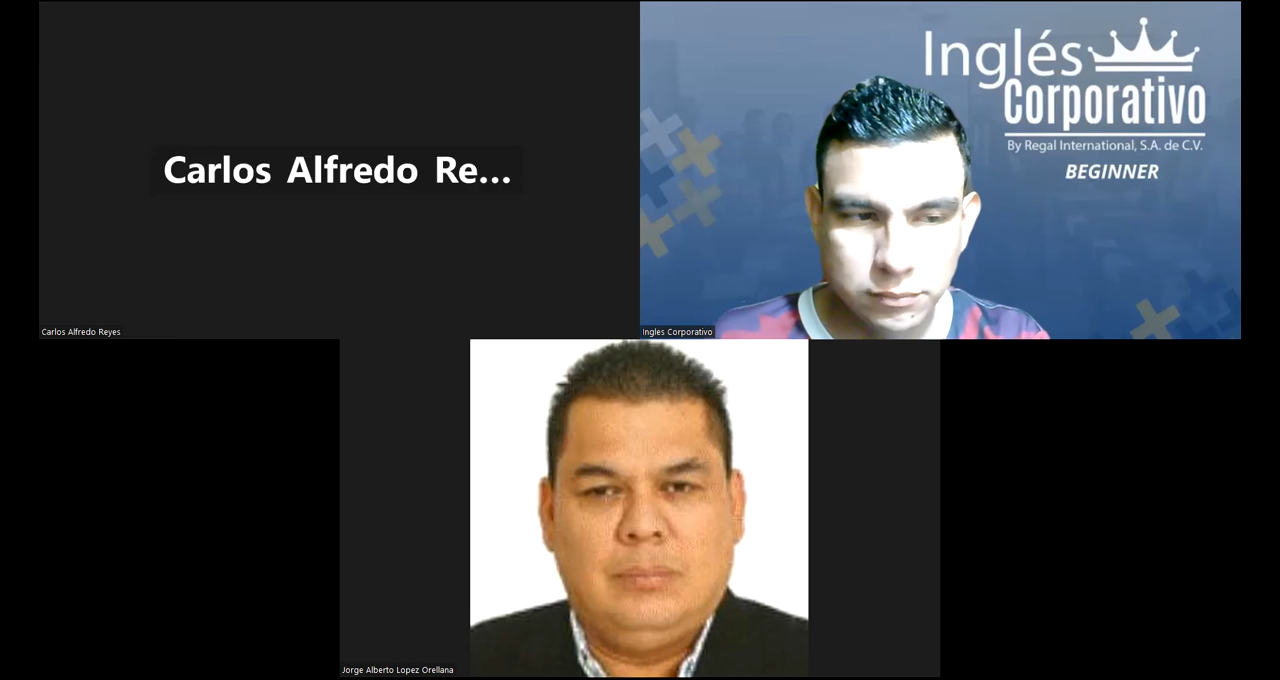 Carlos Alfredo Re...
Carlos Alfredo Reyes
Inglés
Corporativo
By Regal International, S.A. de C.V.
BEGINNER
Ingles Corporativo
Jorge Alberto Lopez Orellana